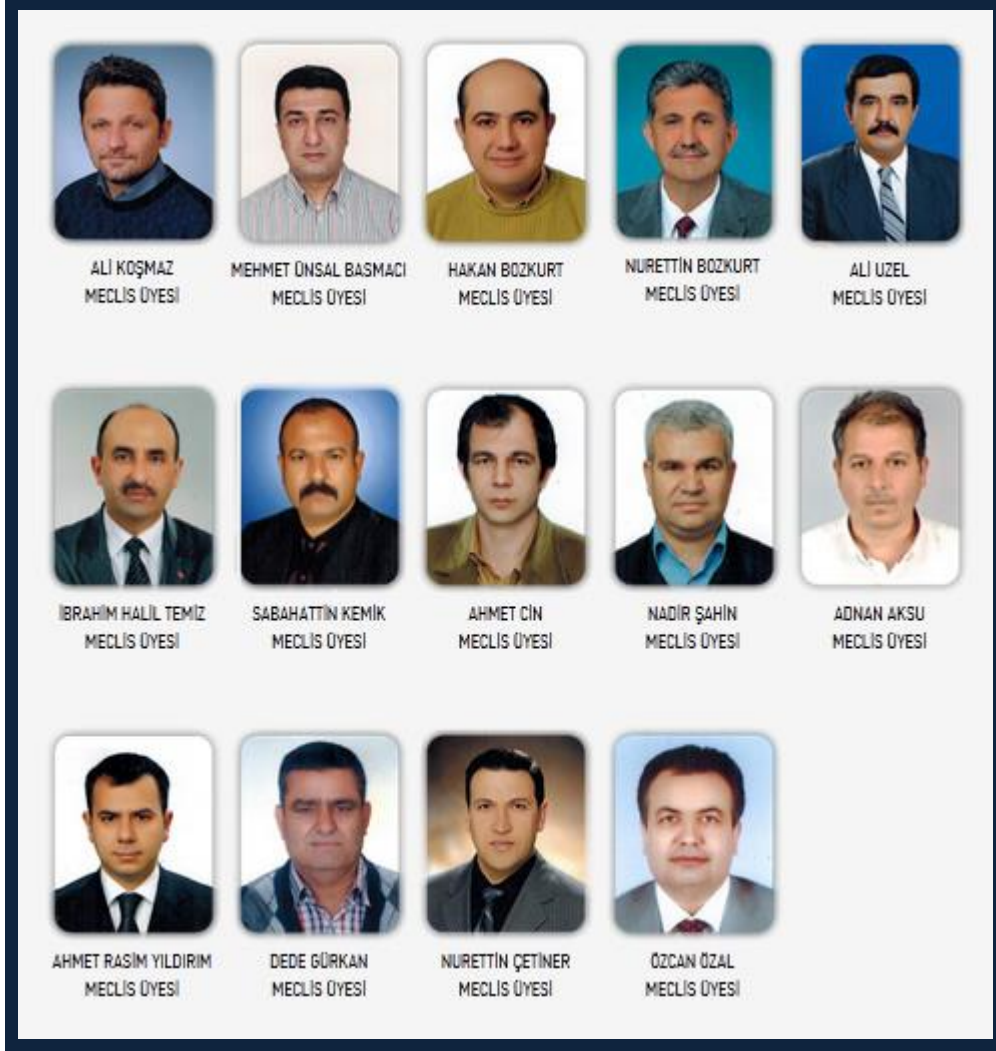 ALİ KOŞMAZ
MECLİS ÜYESİ
MEHMET ÜNSAL BASMACI
MECLİS ÜYESİ
HAKAN BOZKURT
MECLİS ÜYESİ
NURETTİN BOZKURT
MECLİS ÜYESİ
ALİ UZEL
MECLİS ÜYESİ
İBRAHİM HALİL TEMİZ
MECLİS ÜYESİ
SABAHATTİN KEMİK
MECLİS ÜYESİ
AHMET CİN
MECLİS ÜYESİ
NADİR ŞAHİN
MECLİS ÜYESİ
ADNAN AKSU
MECLİS ÜYESİ
AHMET RASİM YILDIRIM
MECLİS ÜYESİ
DEDE GÜRKAN
MECLİS ÜYESİ
NURETTİN ÇETİNER
MECLİS ÜYESİ
ÖZCAN ÖZAL
MECLİS ÜYESİ